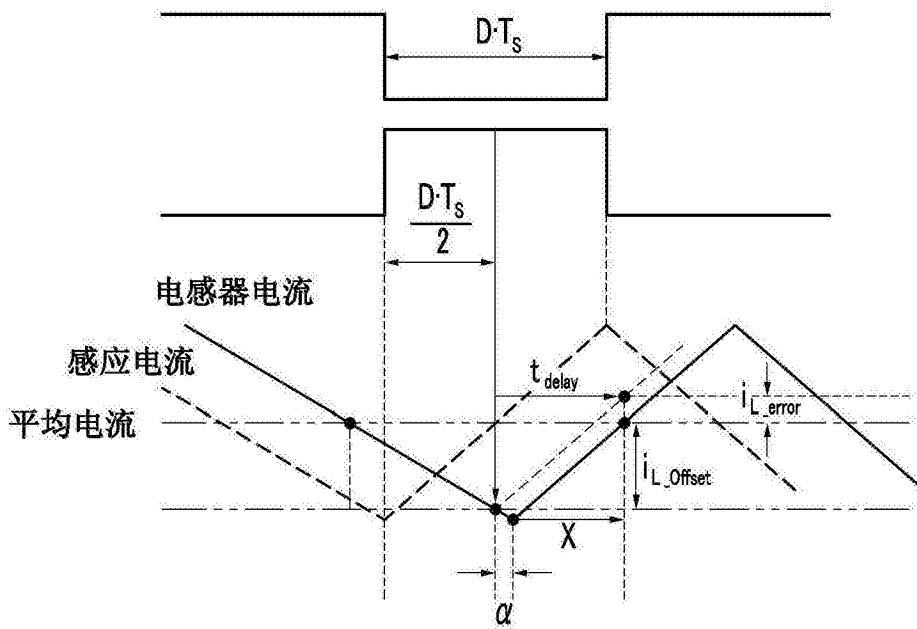 D·Ts
D·Ts
2
电感器电流
感应电流
平均电流
tdelay
iL_error
iL_Offset
X
α